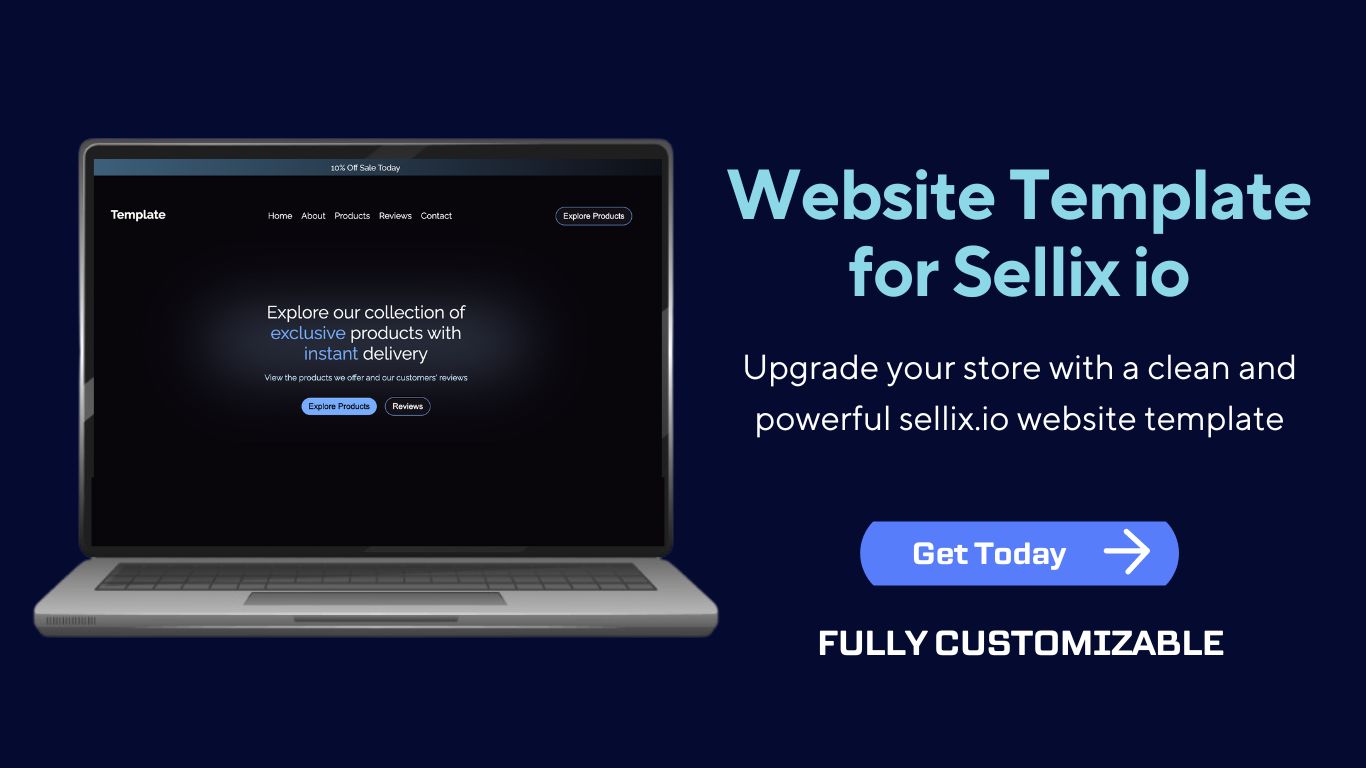 10% Off Sale Today
Template
Home About Products Reviews Contact
Explore Products
Explore our collection of
exclusive products with
instant delivery
View the products we offer and our customers' reviews
Explore Products
Reviews
Website Template
for Sellix io
Upgrade your store with a clean and
powerful sellix.io website template
Get Today
FULLY CUSTOMIZABLE